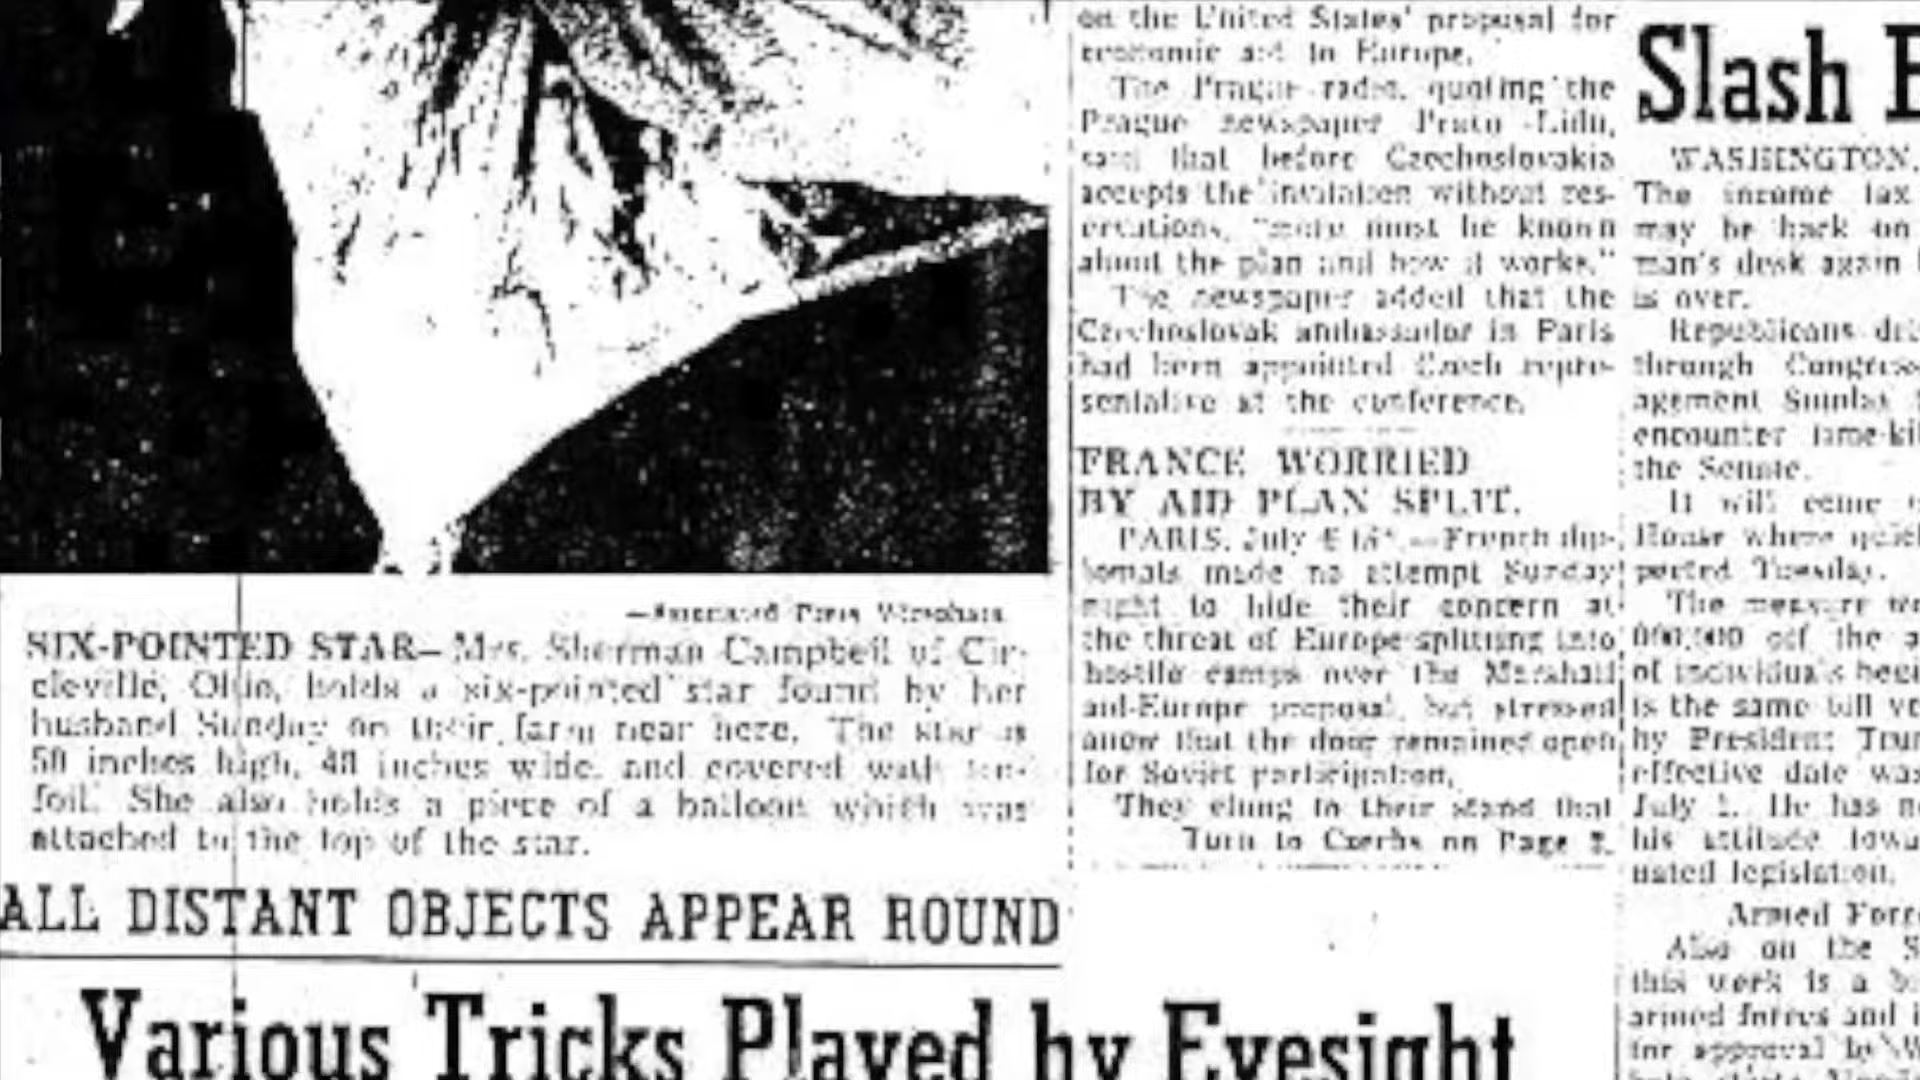 —Associated Press Wirephoto
SIX-POINTED STAR—Mrs. Sherman Campbell of Cir-
cleville, Ohio, holds a six-pointed star found by her
husband Sunday on their farm near here. The star is
50 inches high, 48 inches wide, and covered with tin-
foil. She also holds a piece of a balloon which was
attached to the top of the star.
ALL DISTANT OBJECTS APPEAR ROUND
Various Tricks Played by Eyesight
on the United States' proposal for
economic aid to Europe.
The Prague radio, quoting the
Prague newspaper Lidu,
said that before Czechoslovakia
accepts the invitation without res-
ervations, "more must be known
about the plan and how it works."
The newspaper added that the
Czechoslovak ambassador in Paris
had been appointed Czech repre-
sentative at the conference.
FRANCE WORRIED
BY AID PLAN SPLIT.
PARIS, July —French dip-
lomats made no attempt Sunday
night to hide their concern at
the threat of Europe splitting into
hostile camps over the Marshall
aid-Europe proposal, but stressed
anew that the door remained open
for Soviet participation.
They clung to their stand that
Turn to Czechs on Page
Slash
WASHINGTON,
The income tax
may be back on
man's desk again
is over.
Republicans
through Congress
agement Sunday
encounter time-kil
the Senate.
It will come
House where
pected Tuesday.
The measure
000,000 off the
of individuals
is the same bill
by President
effective date was
July 1. He has
his attitude
nated legislation.
Armed
Also on the
this week is a
armed forces and
for approval by